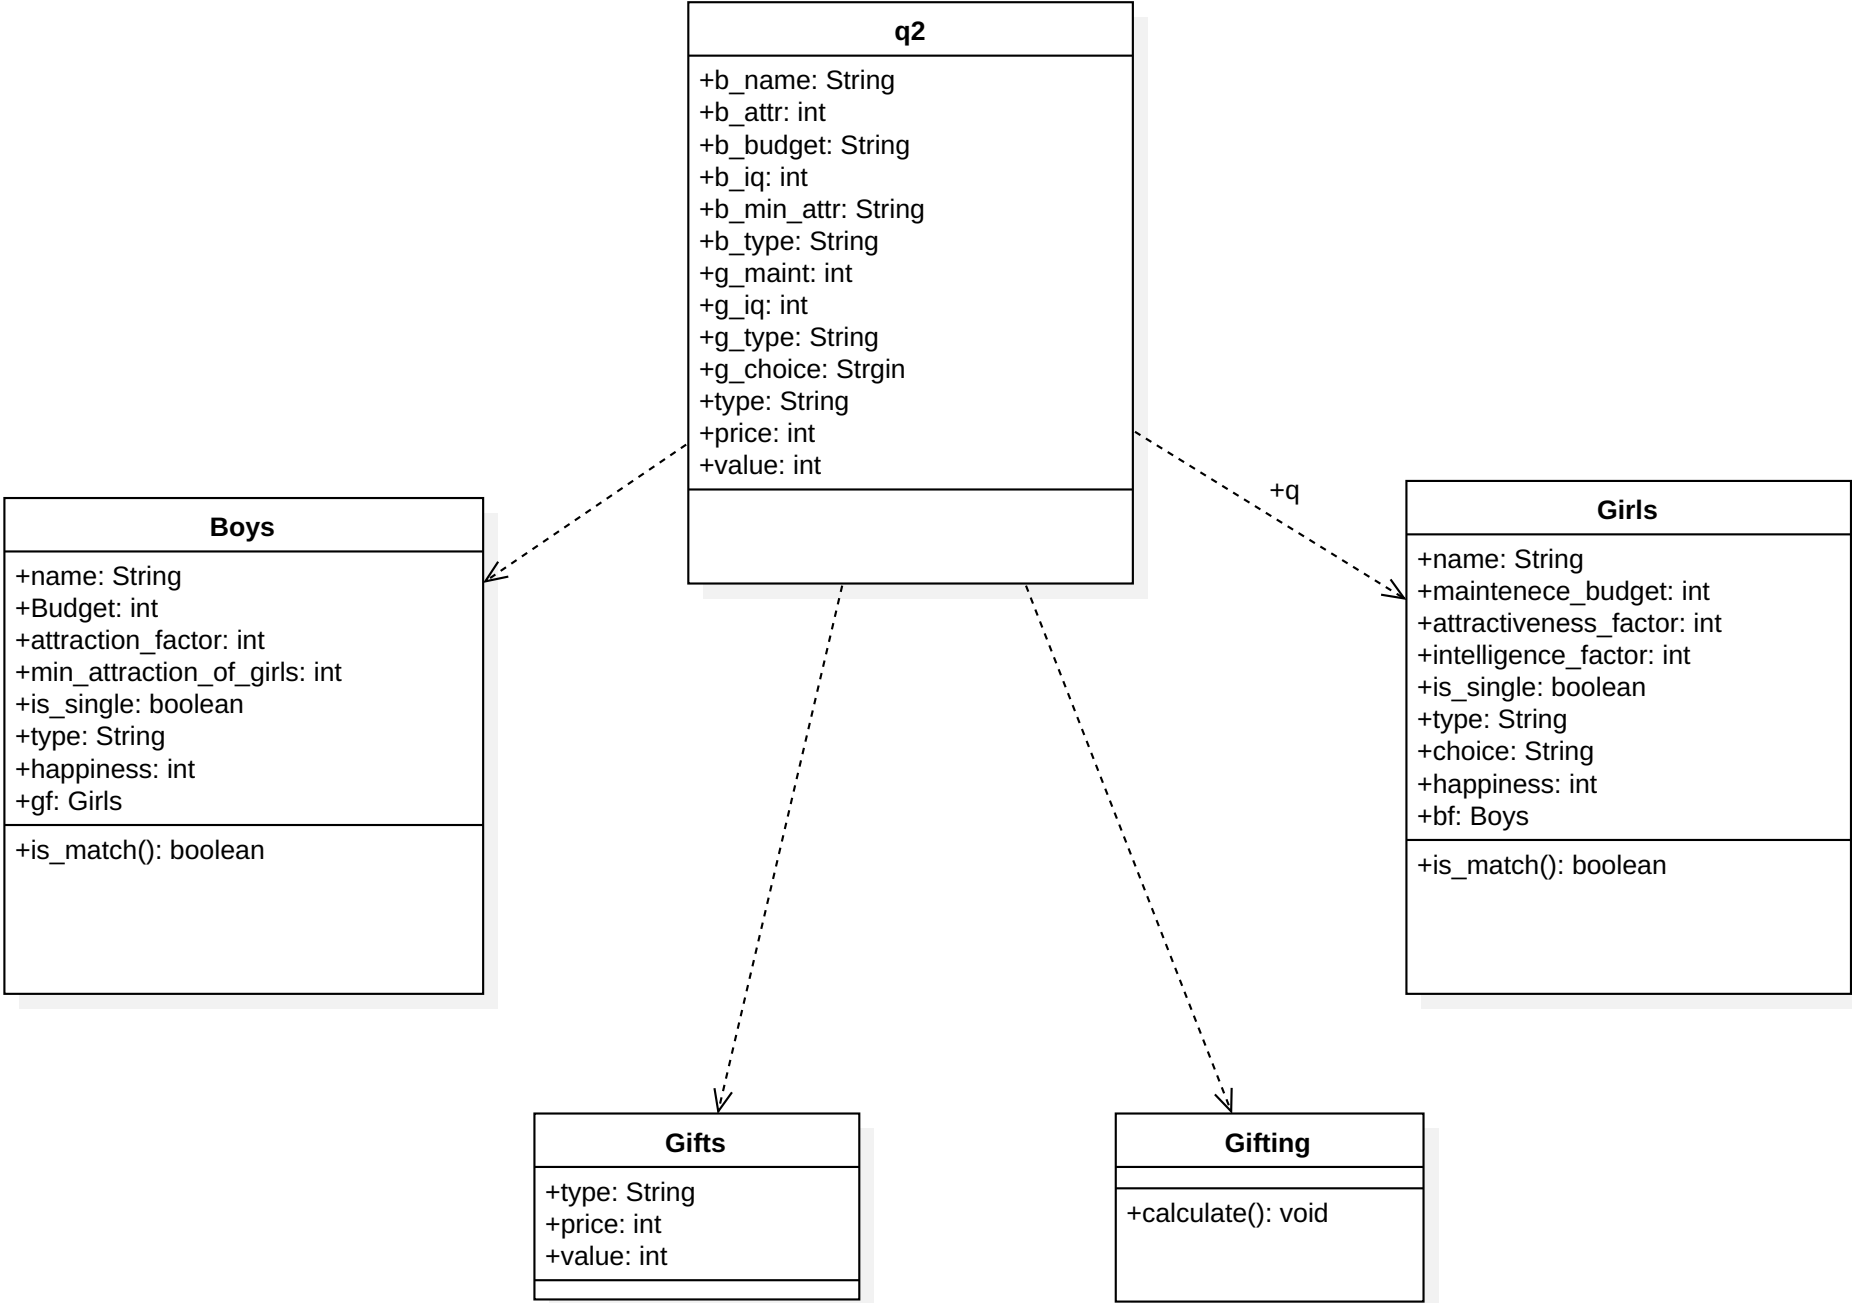 q2
+b_name: String
+b_attr: int
+b_budget: String
+b_iq: int
+b_min_attr: String
+b_type: String
+g_maint: int
+g_iq: int
+g_type: String
+g_choice: Strgin
+type: String
+price: int
+value: int
+q
Boys
+name: String
+Budget: int
+attraction_factor: int
+min_attraction_of_girls: int
+is_single: boolean
+type: String
+happiness: int
+gf: Girls
+is_match(): boolean
Girls
+name: String
+maintenece_budget: int
+attractiveness_factor: int
+intelligence_factor: int
+is_single: boolean
+type: String
+choice: String
+happiness: int
+bf: Boys
+is_match(): boolean
Gifts
+type: String
+price: int
+value: int
Gifting
+calculate(): void